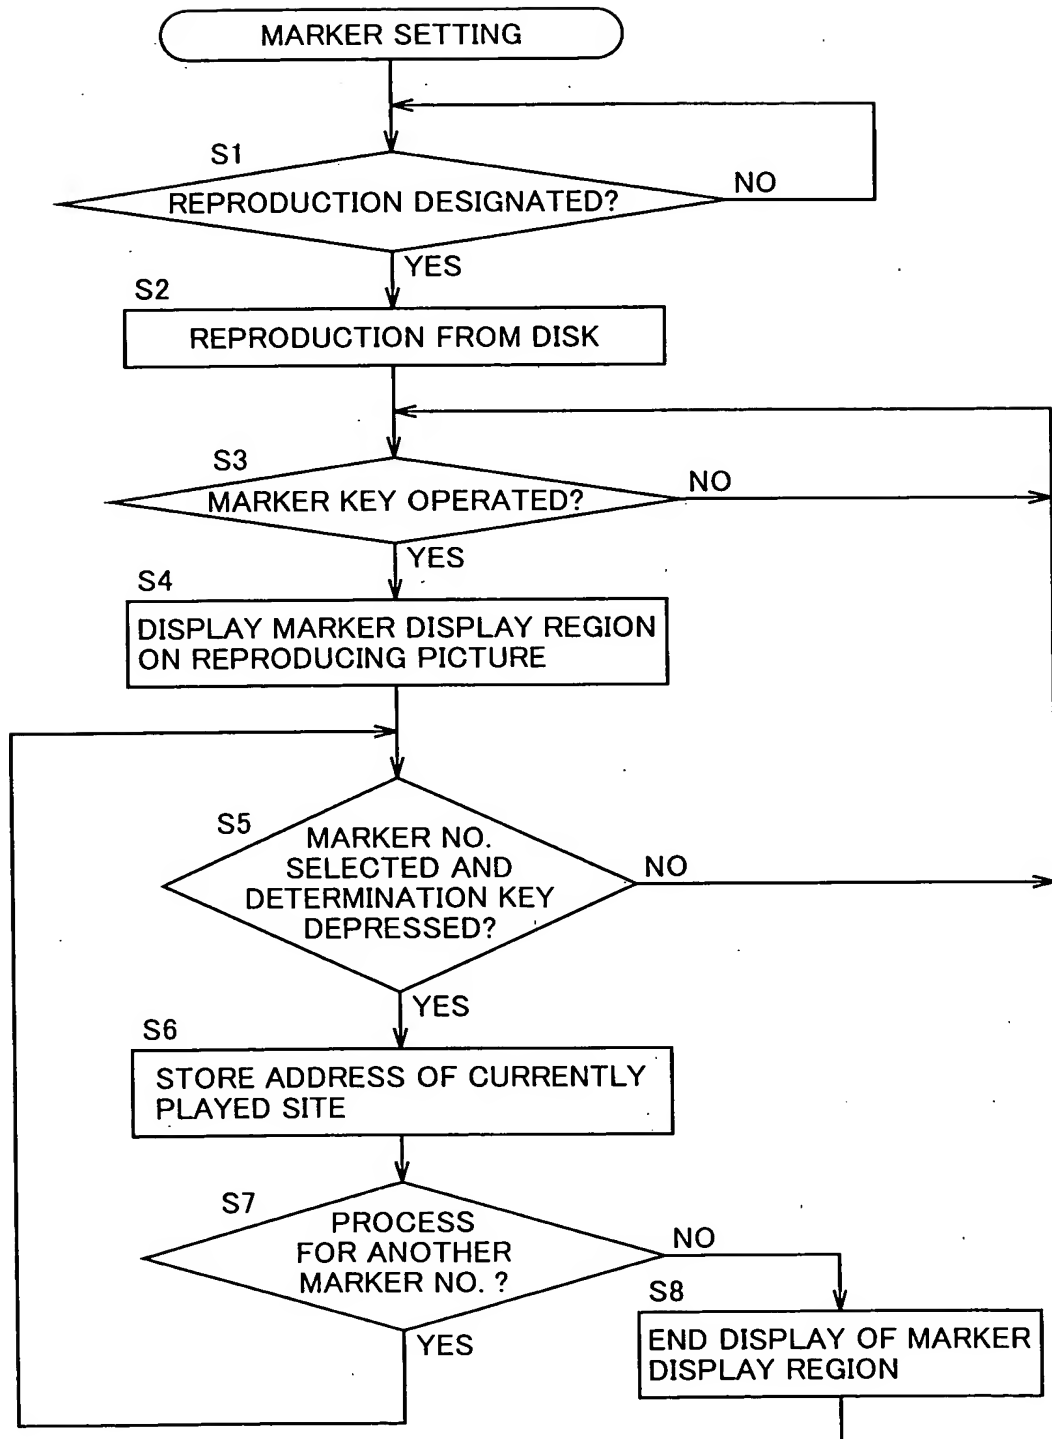 MARKER SETTING
S1
REPRODUCTION DESIGNATED?
NO
YES
S2
REPRODUCTION FROM DISK
S3
MARKER KEY OPERATED?
NO
YES
S4
DISPLAY MARKER DISPLAY REGION
ON REPRODUCING PICTURE
S5
MARKER NO.
SELECTED AND
DETERMINATION KEY
DEPRESSED?
NO
YES
S6
STORE ADDRESS OF CURRENTLY
PLAYED SITE
S7
PROCESS
FOR ANOTHER
MARKER NO. ?
NO
YES
S8
END DISPLAY OF MARKER
DISPLAY REGION